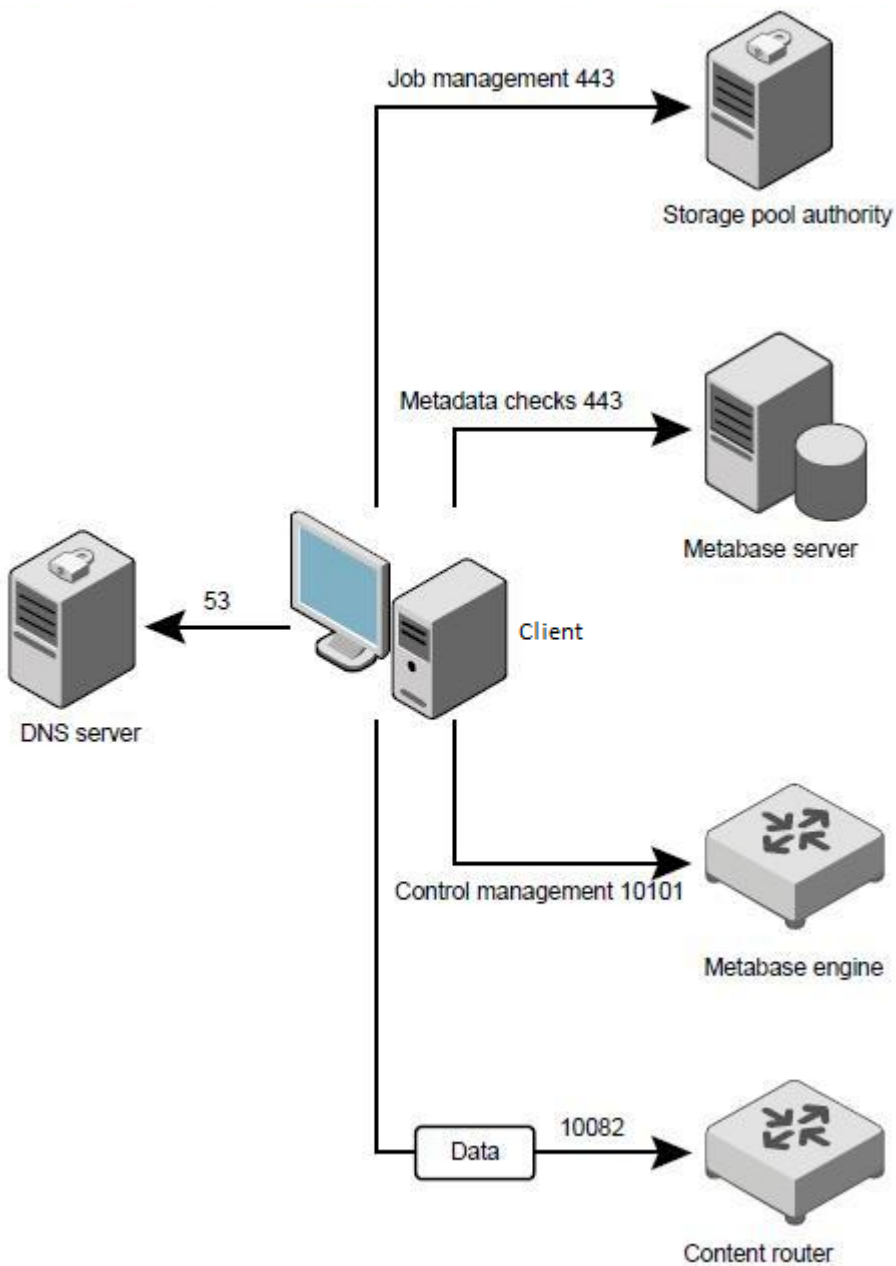 Job management 443
Storage pool authority
Metadata checks 443
Metabase server
53
Client
DNS server
Control management 10101
Metabase engine
10082
Data
Content router